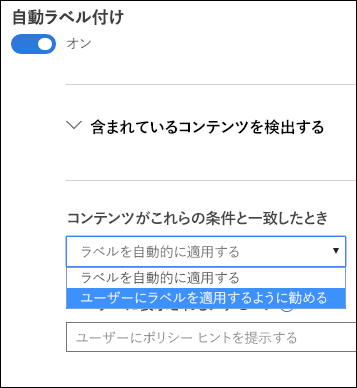 自動ラベル付け
オン
含まれているコンテンツを検出する
コンテンツがこれらの条件と一致したとき
ラベルを自動的に適用する
ラベルを自動的に適用する
ユーザーにラベルを適用するように勧める
ユーザーにポリシー ヒントを提示する